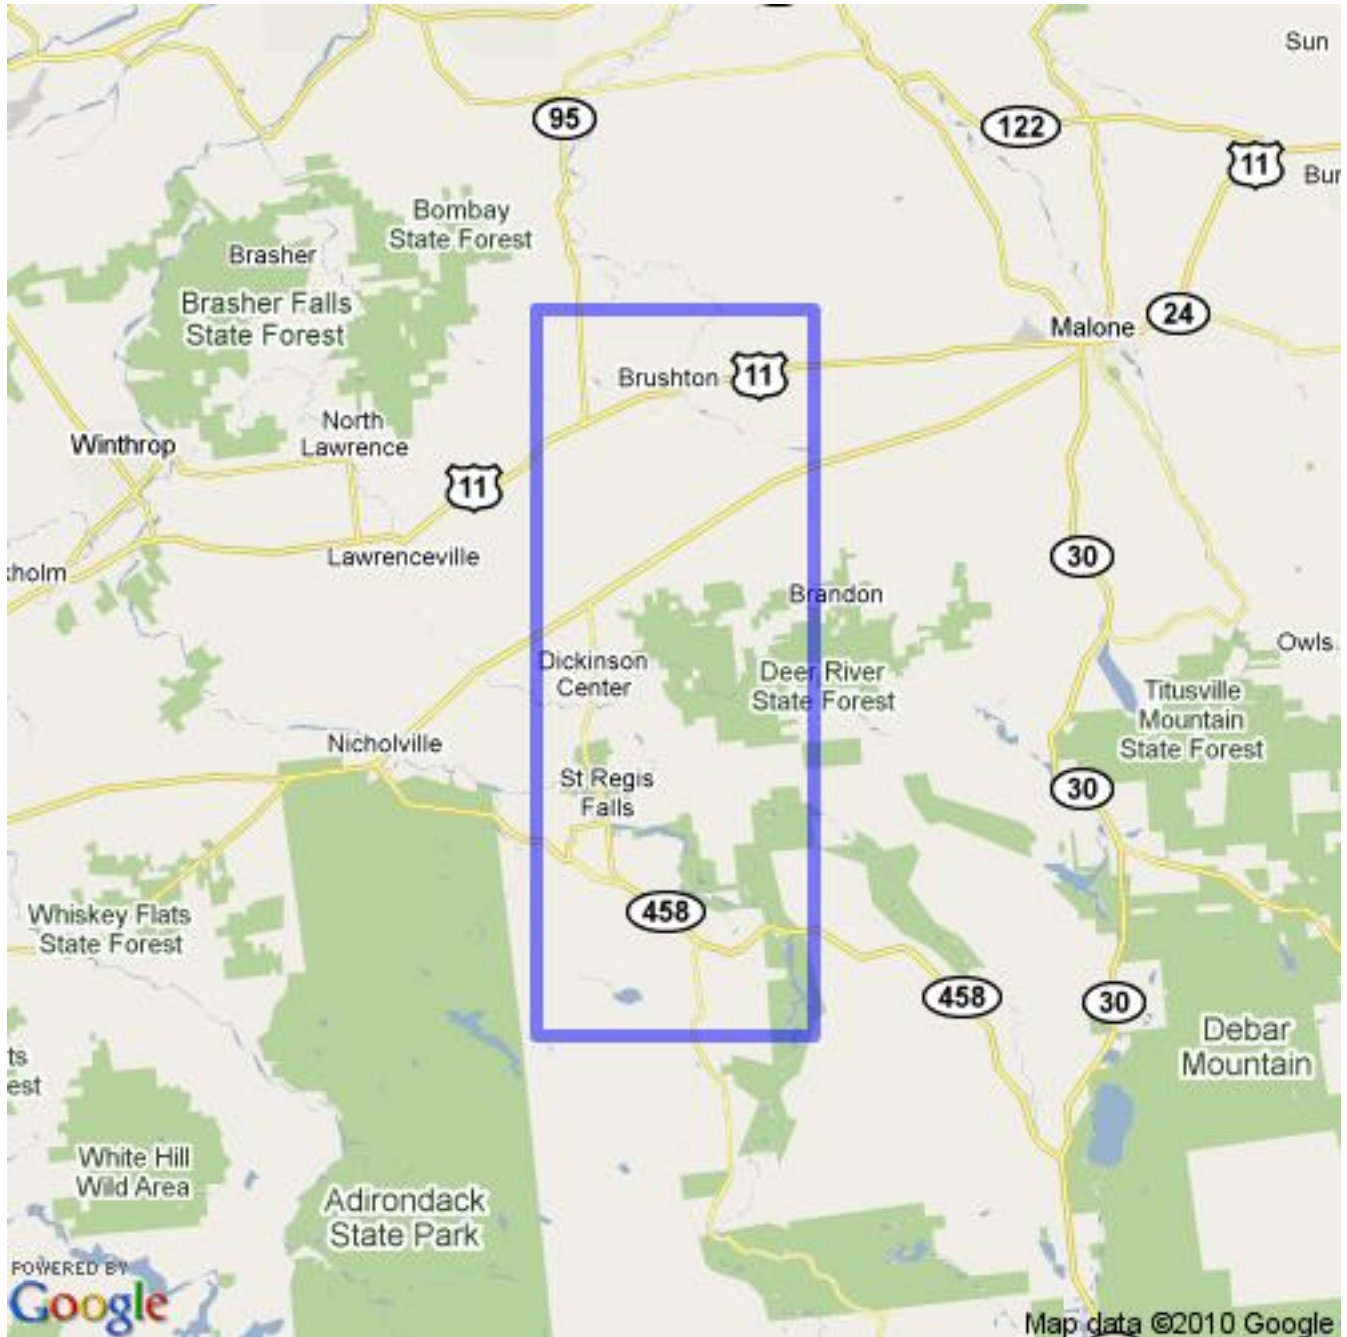 Sun
95
122
11
Bur
Bombay
State Forest
Brasher
Brasher Falls
State Forest
24
Malone
Brushton
11
North
Lawrence
Winthrop
11
Lawrenceville
30
xholm
Brandon
Owls.
Dickinson
Center
Deer River
State Forest
Titusville
Mountain
State Forest
Nicholville
St Regis
Falls
30
458
Whiskey Flats
State Forest
458
30
Debar
Mountain
ts
est
White Hill
Wild Area
Adirondack
State Park
POWERED BY
Google
Map data ©2010 Google